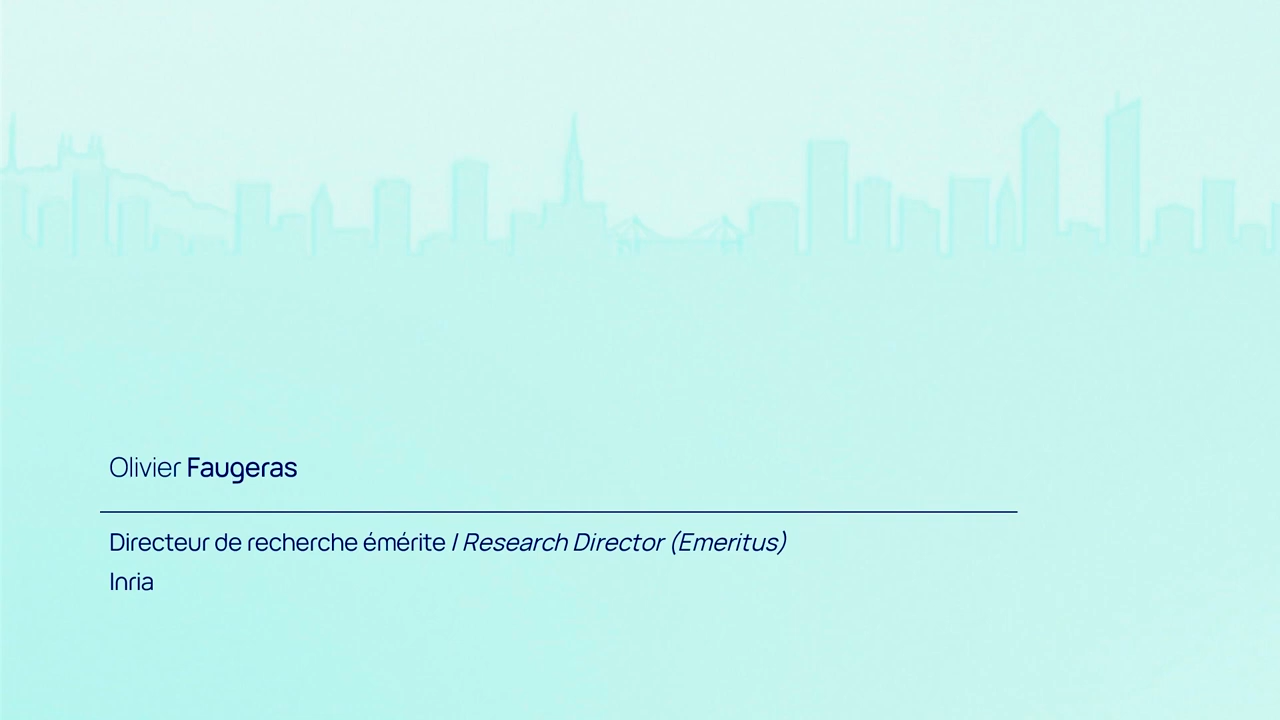 Olivier Faugeras
Directeur de recherche émérite / Research Director (Emeritus)
Inria